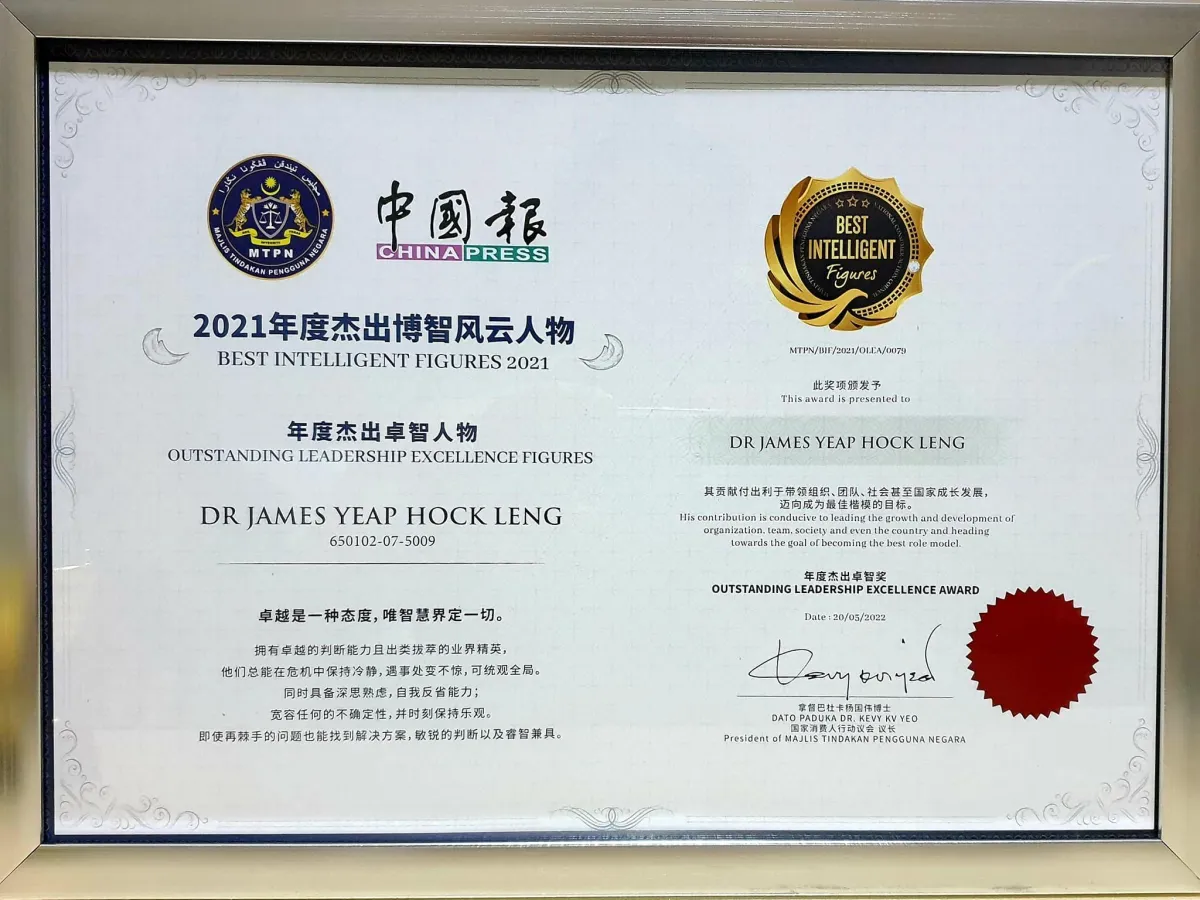 MTPN
MAJLIS TINDAKAN PENGGUNA NEGARA
中國報
CHINA PRESS
2021年度杰出博智风云人物
BEST INTELLIGENT FIGURES 2021
年度杰出卓智人物
OUTSTANDING LEADERSHIP EXCELLENCE FIGURES
DR JAMES YEAP HOCK LENG
650102-07-5009
卓越是一种态度，唯智慧界定一切。
拥有卓越的判断能力且出类拔萃的业界精英，
他们总能在危机中保持冷静，遇事处变不惊，可统观全局。
同时具备深思熟虑，自我反省能力；
宽容任何的不确定性，并时刻保持乐观。
即使再棘手的问题也能找到解决方案，敏锐的判断以及睿智兼具。
BEST
INTELLIGENT
Figures
MTPN/BIF/2021/OLEA/0079
此奖项颁发予
This award is presented to
DR JAMES YEAP HOCK LENG
其贡献付出利于带领组织、团队、社会甚至国家成长发展，
迈向成为最佳楷模的目标。
His contribution is conducive to leading the growth and development of
organization, team, society and even the country and heading
towards the goal of becoming the best role model.
年度杰出卓智奖
OUTSTANDING LEADERSHIP EXCELLENCE AWARD
Date : 20/05/2022
拿督巴杜卡杨国伟博士
DATO PADUKA DR. KEVY KV YEO
国家消费人行动议会 议长
President of MAJLIS TINDAKAN PENGGUNA NEGARA